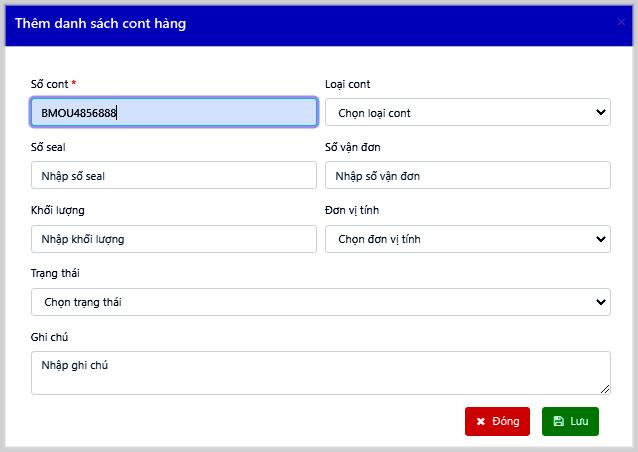 Thêm danh sách cont hàng ×
Số cont * Loại cont
BMOU4856888 Chọn loại cont
Số seal Số vận đơn
Nhập số seal Nhập số vận đơn
Khối lượng Đơn vị tính
Nhập khối lượng Chọn đơn vị tính
Trạng thái
Chọn trạng thái
Ghi chú
Nhập ghi chú
Đóng Lưu